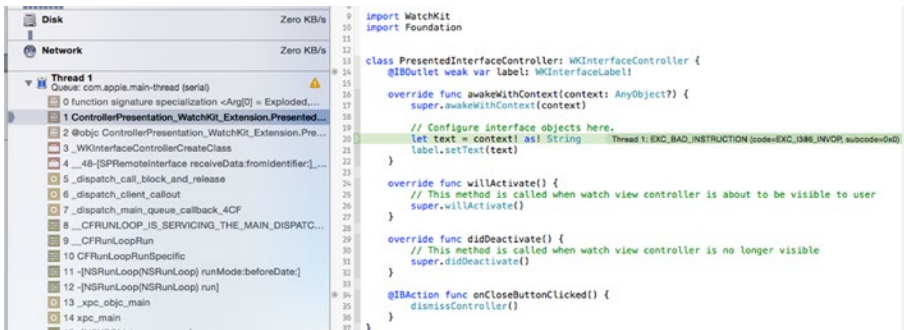 Disk Zero KB/s
Network Zero KB/s
Thread 1
Queue: com.apple.main-thread (serial)
0 function signature specialization <Arg[0] = Exploded,...
1 ControllerPresentation_WatchKit_Extension.Presented...
2 @objc ControllerPresentation_WatchKit_Extension.Pre...
3 _WKInterfaceControllerCreateClass
4 __48-[SPRemoteInterface receiveData:fromIdentifier:]_...
5 _dispatch_call_block_and_release
6 _dispatch_client_callout
7 _dispatch_main_queue_callback_4CF
8 __CFRUNLOOP_IS_SERVICING_THE_MAIN_DISPATC...
9 __CFRunLoopRun
10 CFRunLoopRunSpecific
11 -[NSRunLoop(NSRunLoop) runMode:beforeDate:]
12 -[NSRunLoop(NSRunLoop) run]
13 _xpc_objc_main
14 xpc_main
9 import WatchKit
10 import Foundation
11
12
13 class PresentedInterfaceController: WKInterfaceController {
14 @IBOutlet weak var label: WKInterfaceLabel!
15
16 override func awakeWithContext(context: AnyObject?) {
17 super.awakeWithContext(context)
18
19 // Configure interface objects here.
20 let text = context! as! String Thread 1: EXC_BAD_INSTRUCTION (code=EXC_I386_INVOP, subcode=0x0)
21 label.setText(text)
22 }
23
24 override func willActivate() {
25 // This method is called when watch view controller is about to be visible to user
26 super.willActivate()
27 }
28
29 override func didDeactivate() {
30 // This method is called when watch view controller is no longer visible
31 super.didDeactivate()
32 }
33
34 @IBAction func onCloseButtonClicked() {
35 dismissController()
36 }
37 }